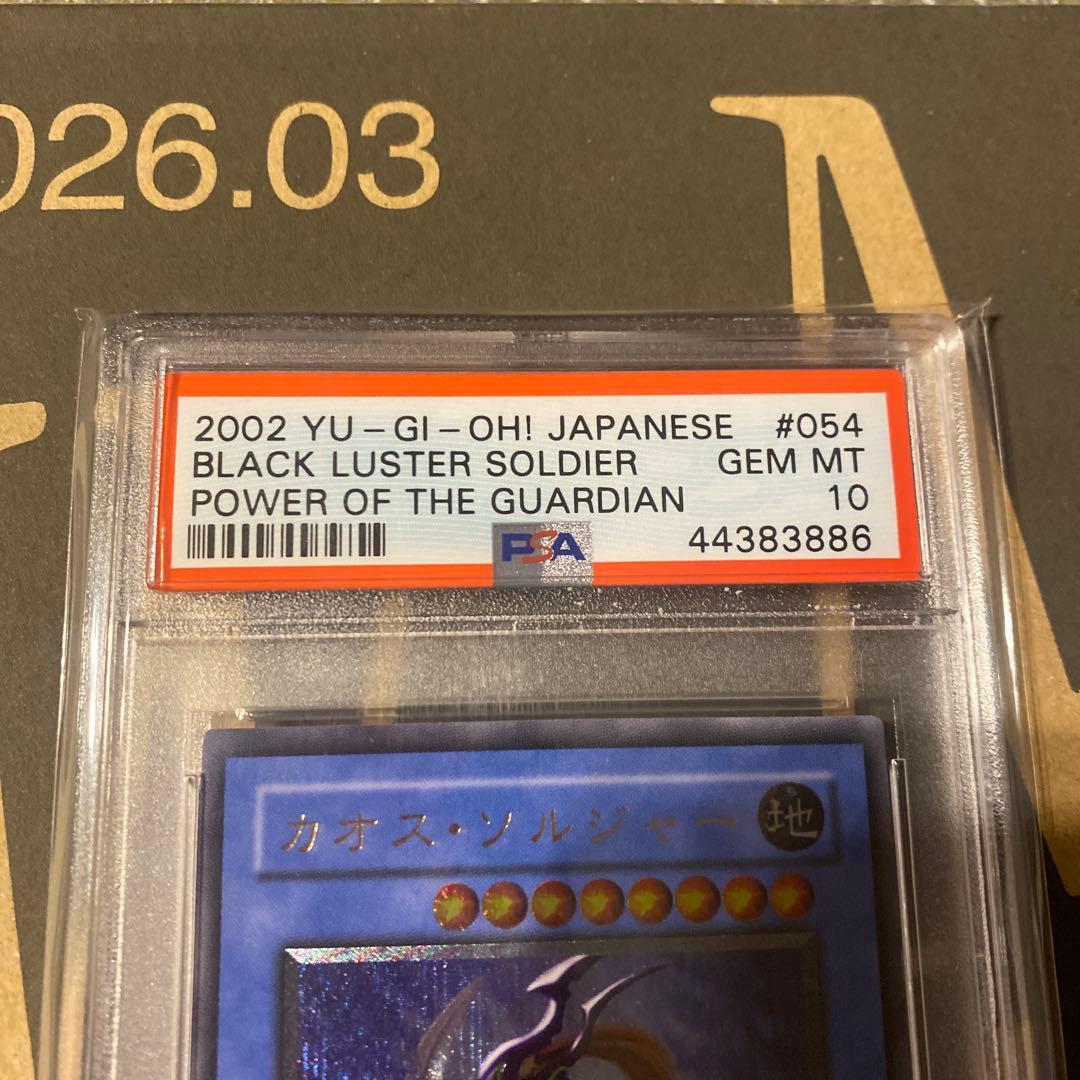 026.03
2002 YU-GI-OH! JAPANESE #054
BLACK LUSTER SOLDIER GEM MT
POWER OF THE GUARDIAN 10
PSA 44383886
カオス・ソルジャー 地